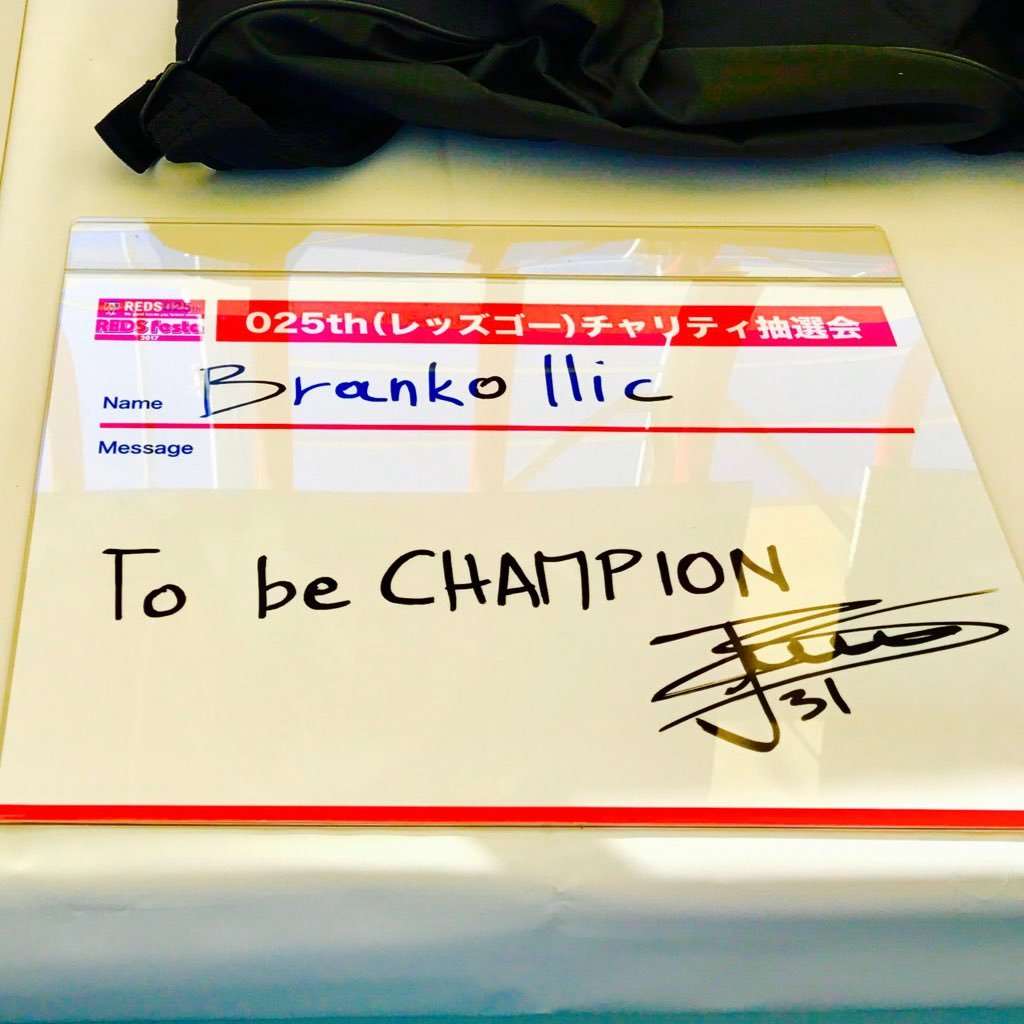 REDS 025th
REDS Festa
2017
025th(レッズゴー)チャリティ抽選会
Name Branko Ilic
Message
To be CHAMPION
31